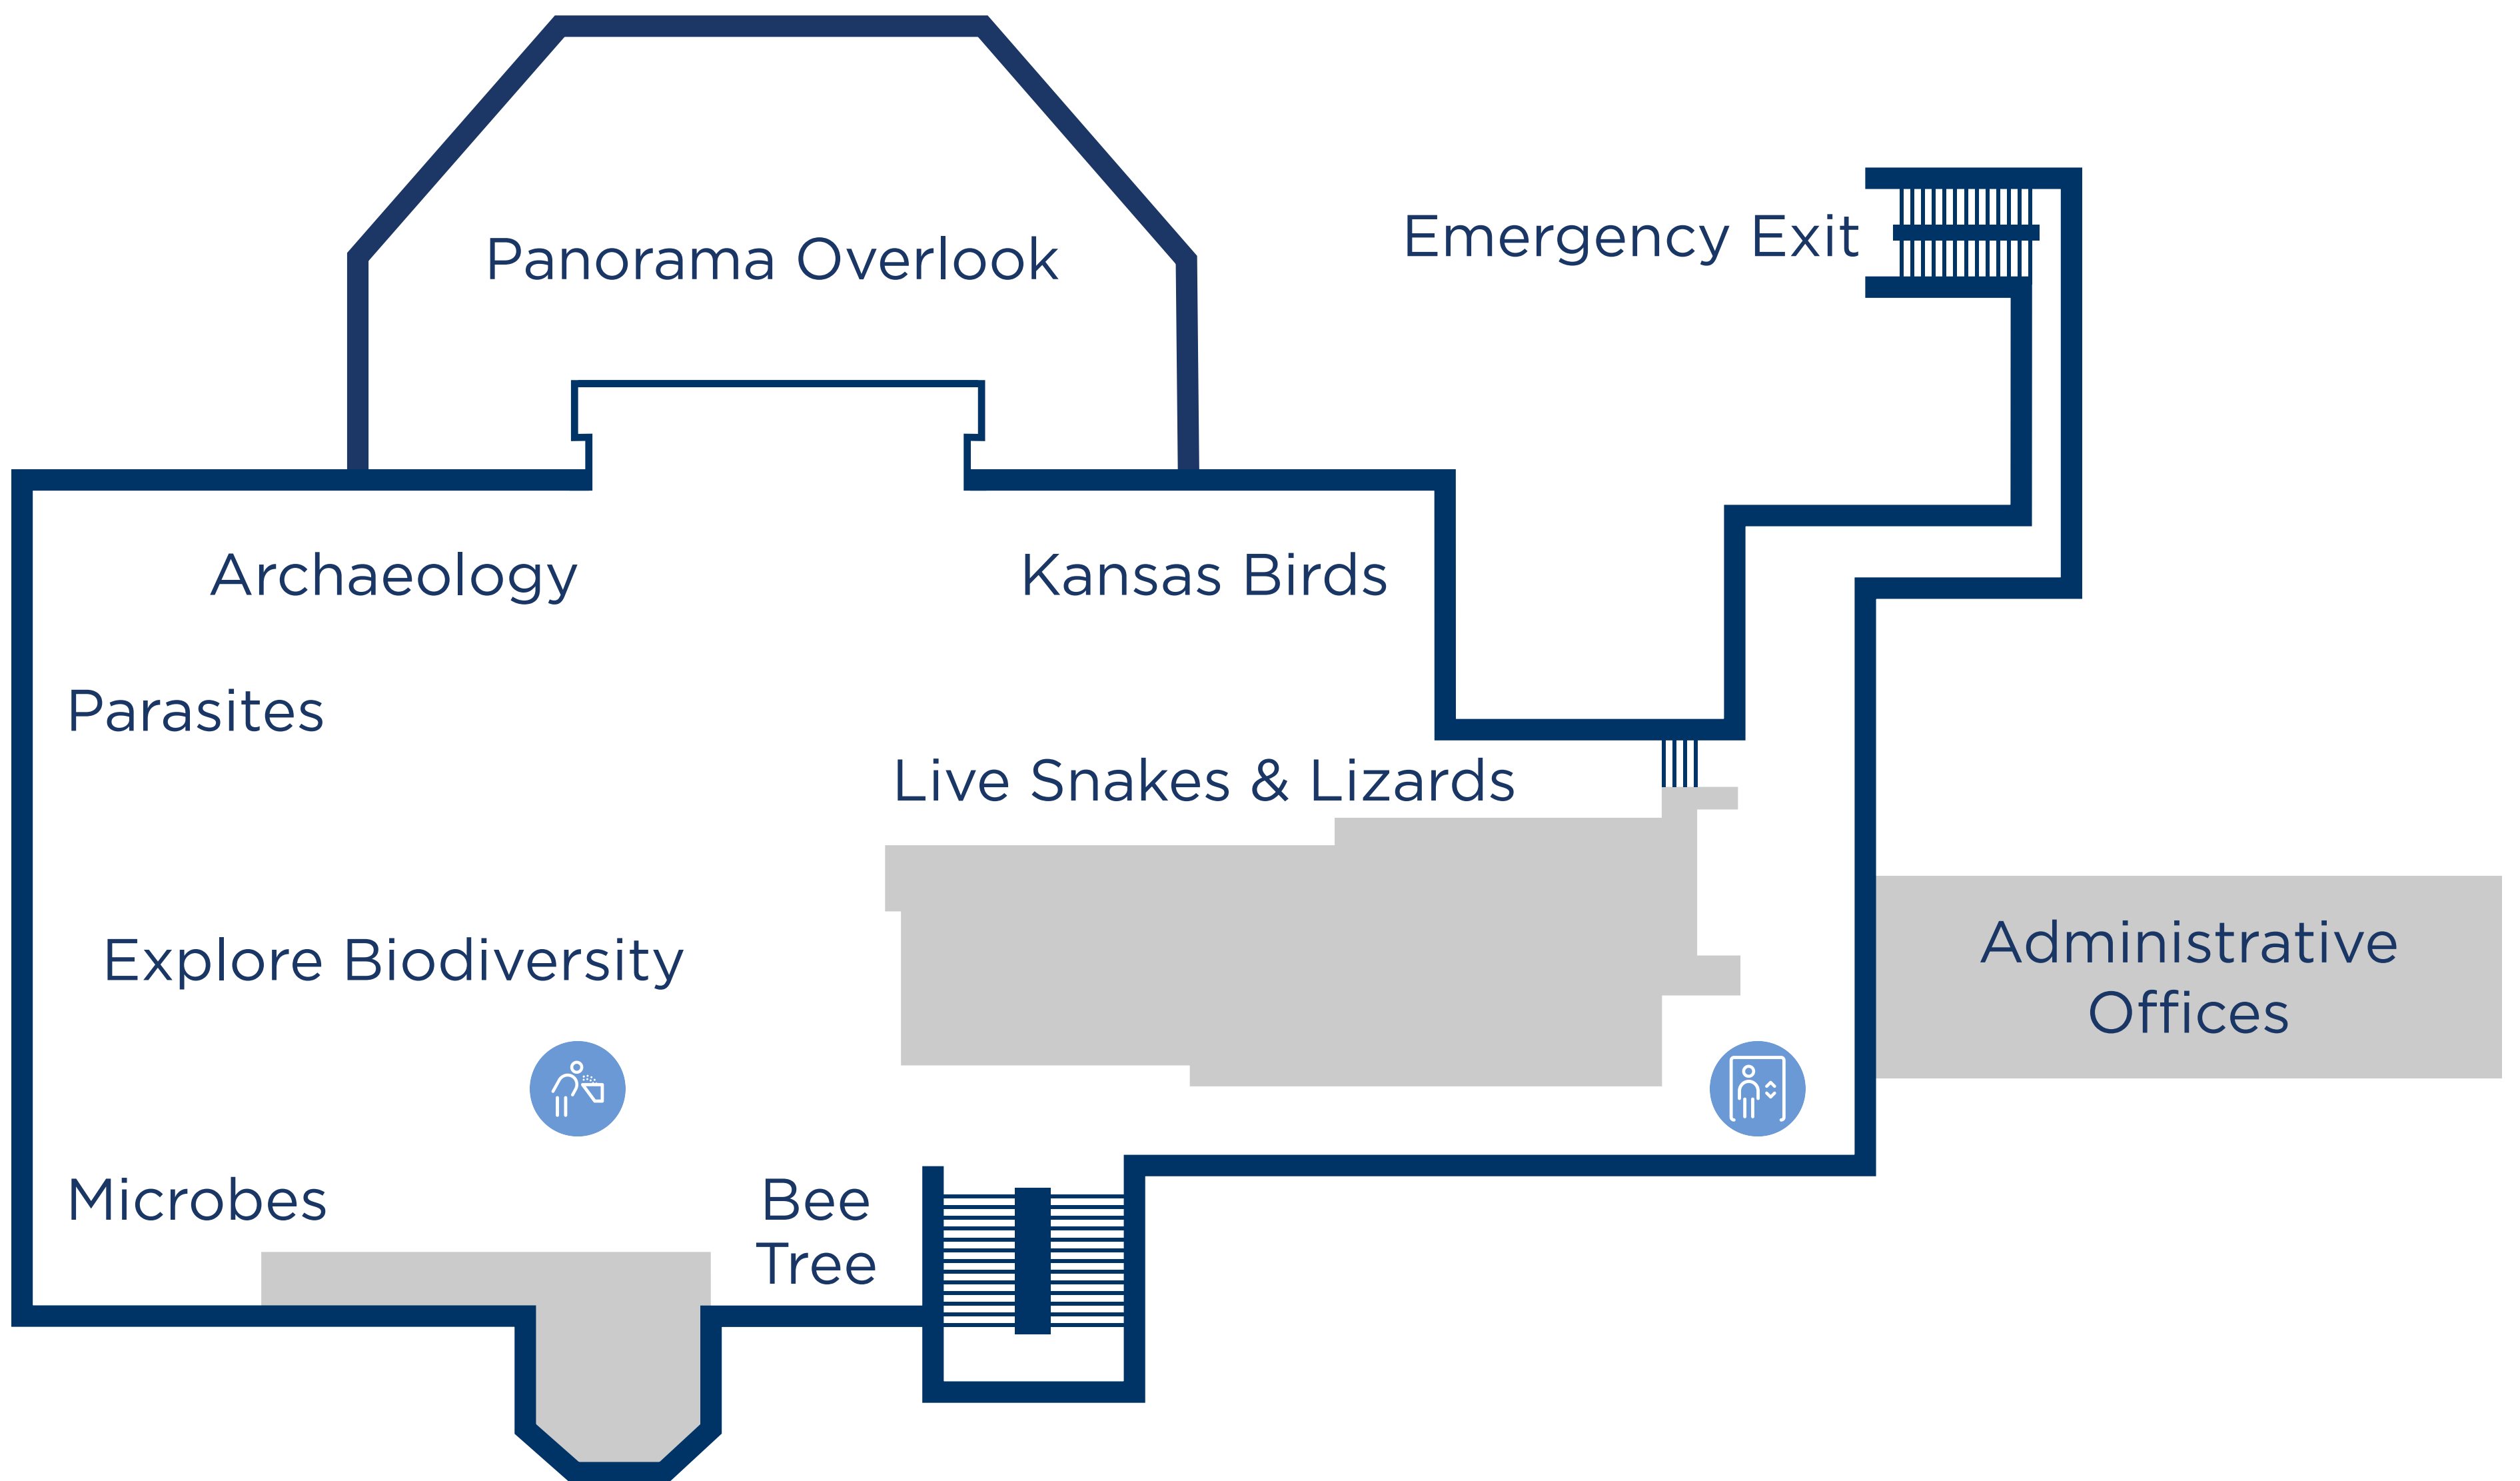 Panorama Overlook
Emergency Exit
Archaeology
Kansas Birds
Parasites
Live Snakes & Lizards
Explore Biodiversity
Administrative
Offices
Microbes
Bee
Tree